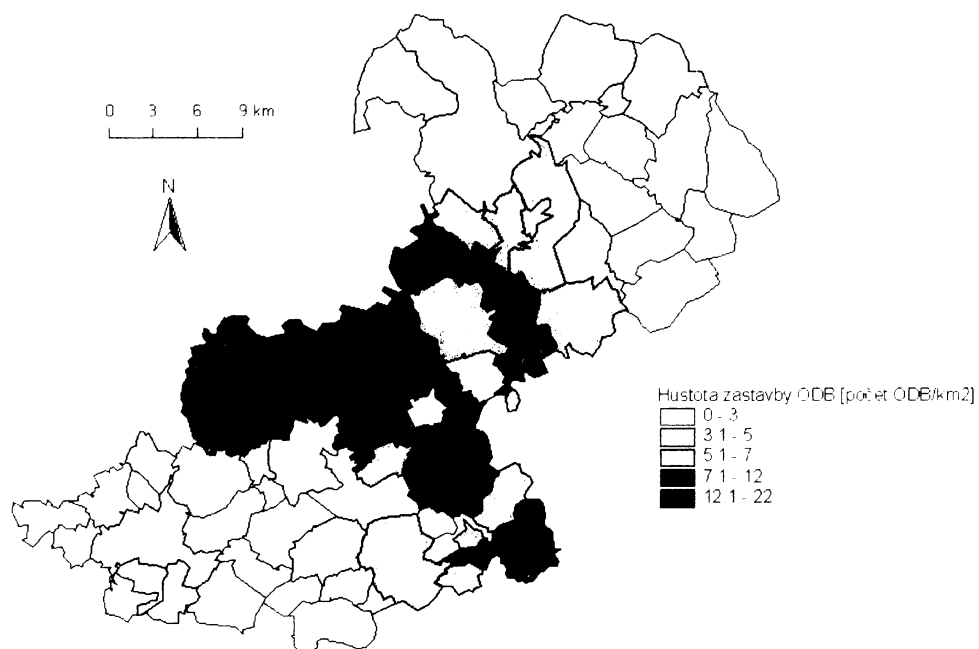 0 3 6 9 km
N
Hustota zastavby ODB [počet ODB/km2]
0 - 3
3 1 - 5
5 1 - 7
7 1 - 12
12 1 - 22